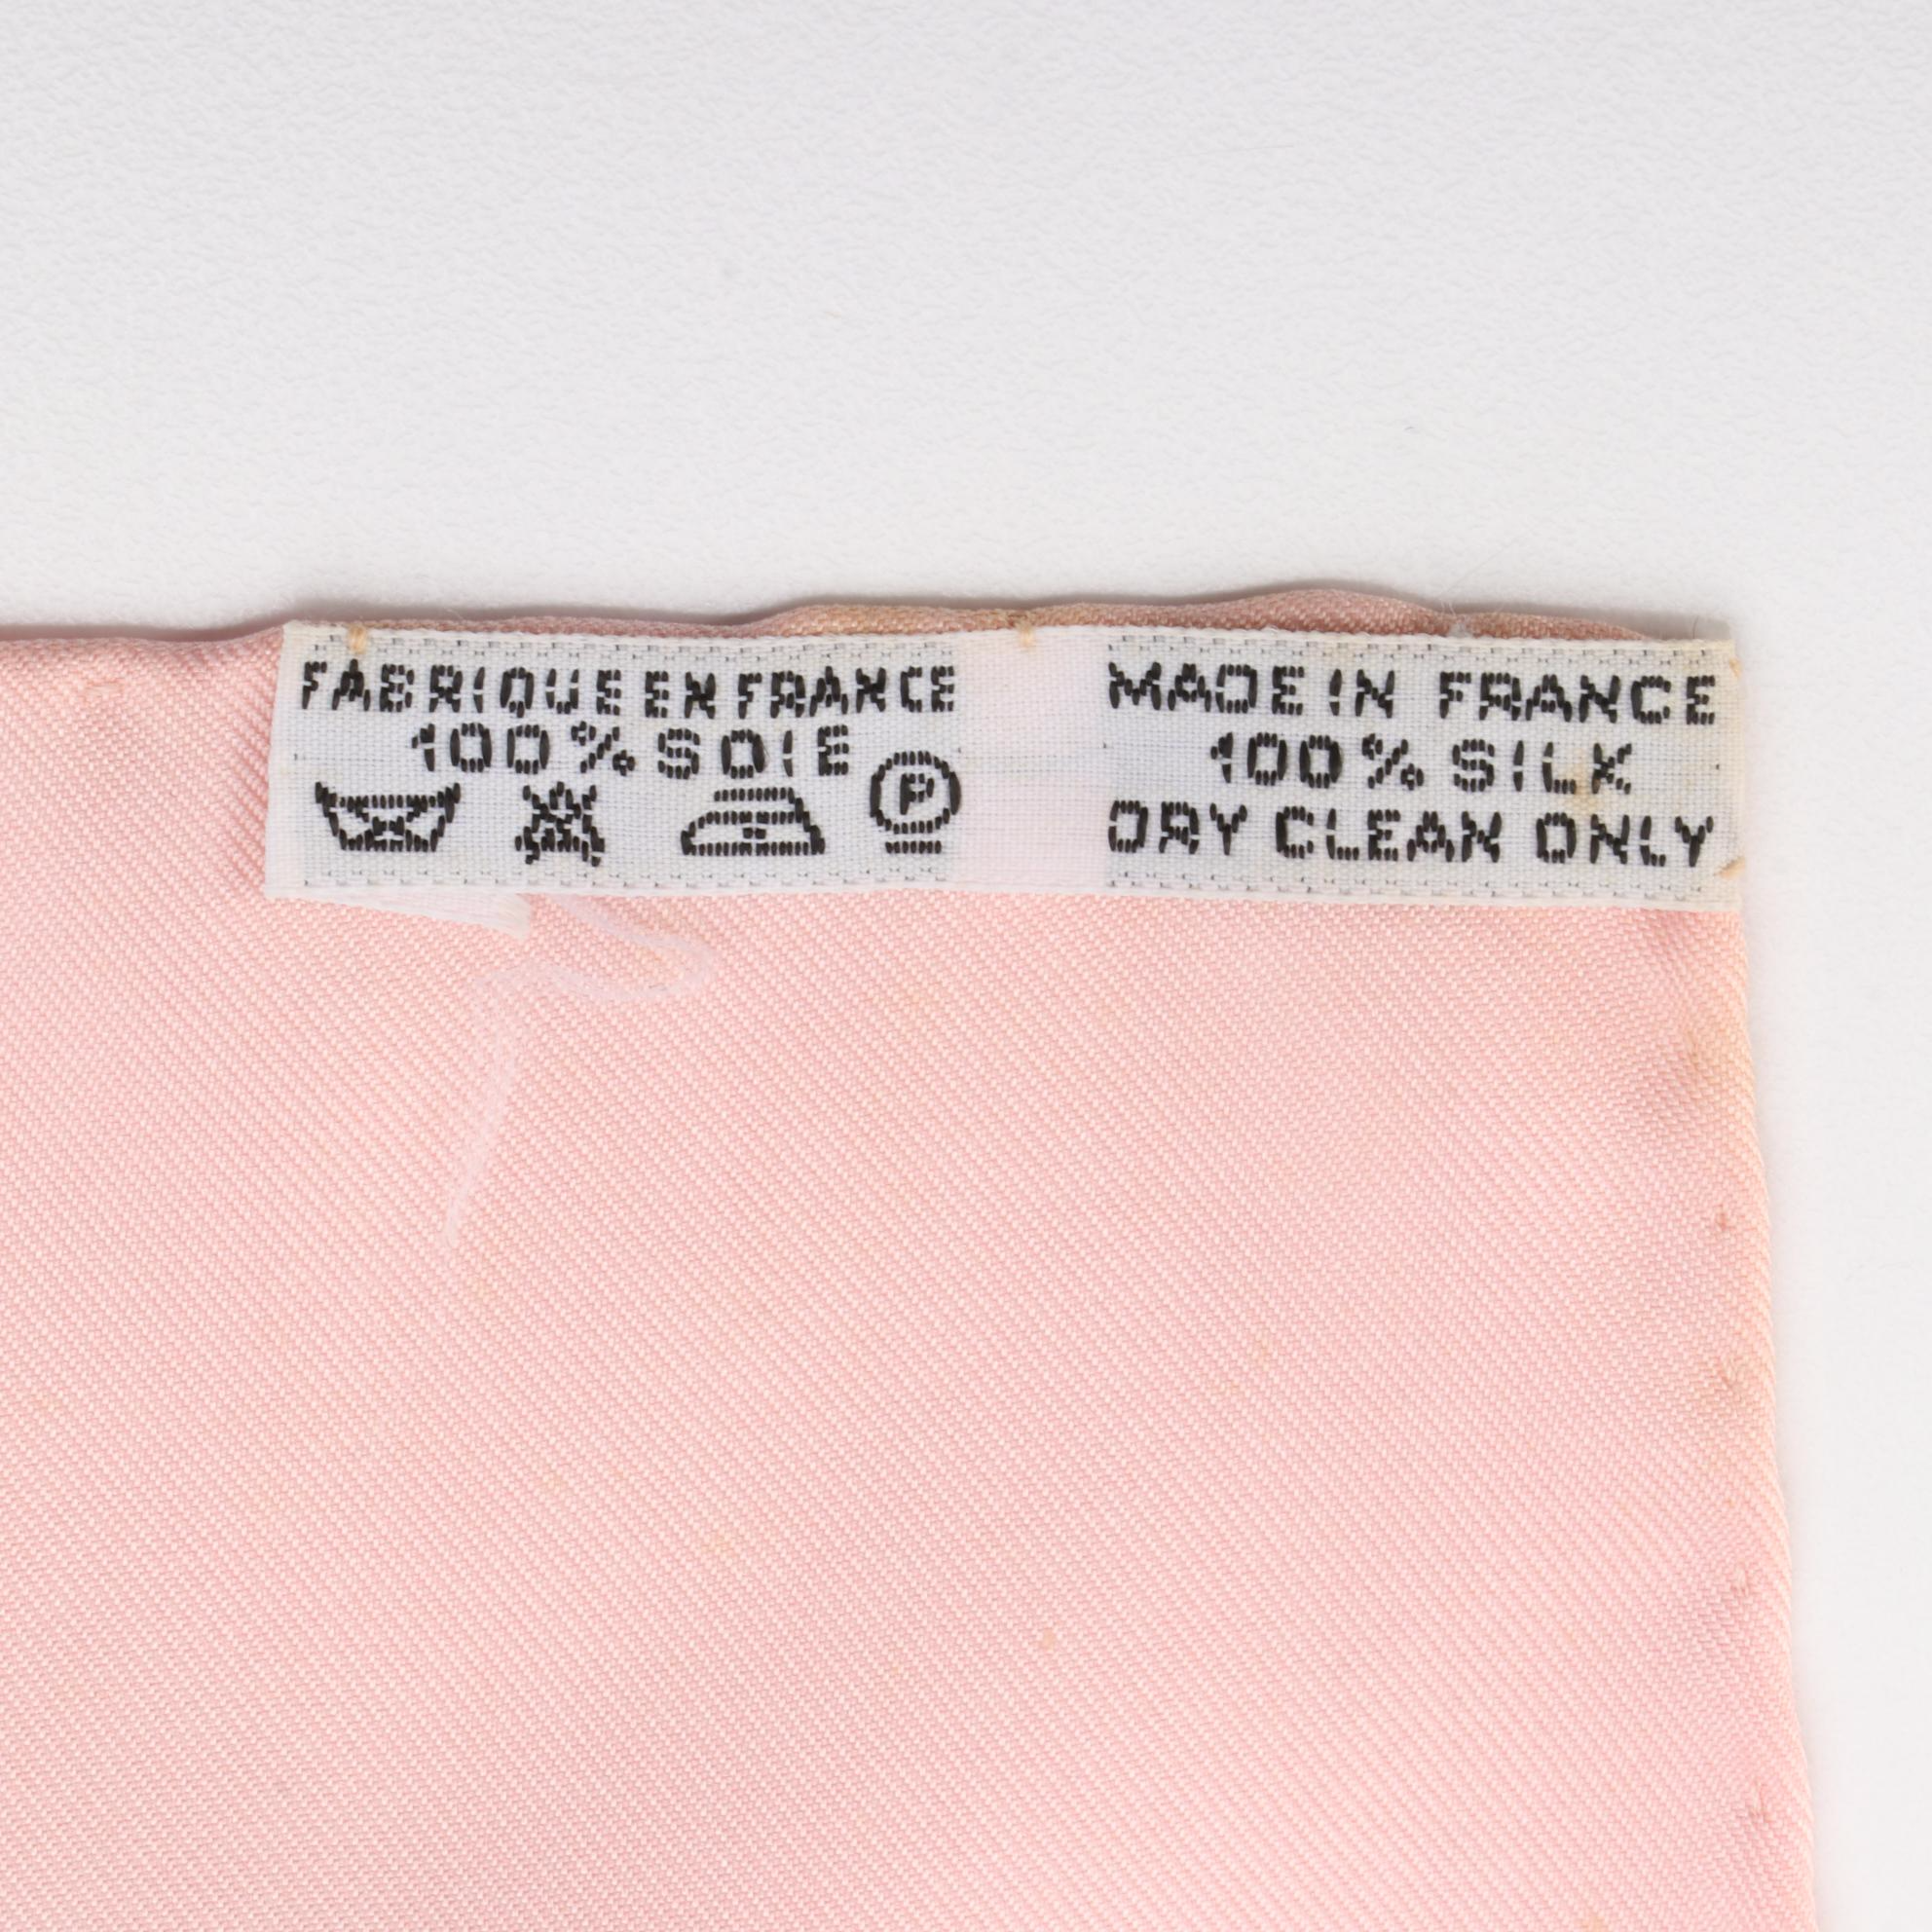 FABRIQUE EN FRANCE
100% SOIE
P
MADE IN FRANCE
100% SILK
DRY CLEAN ONLY